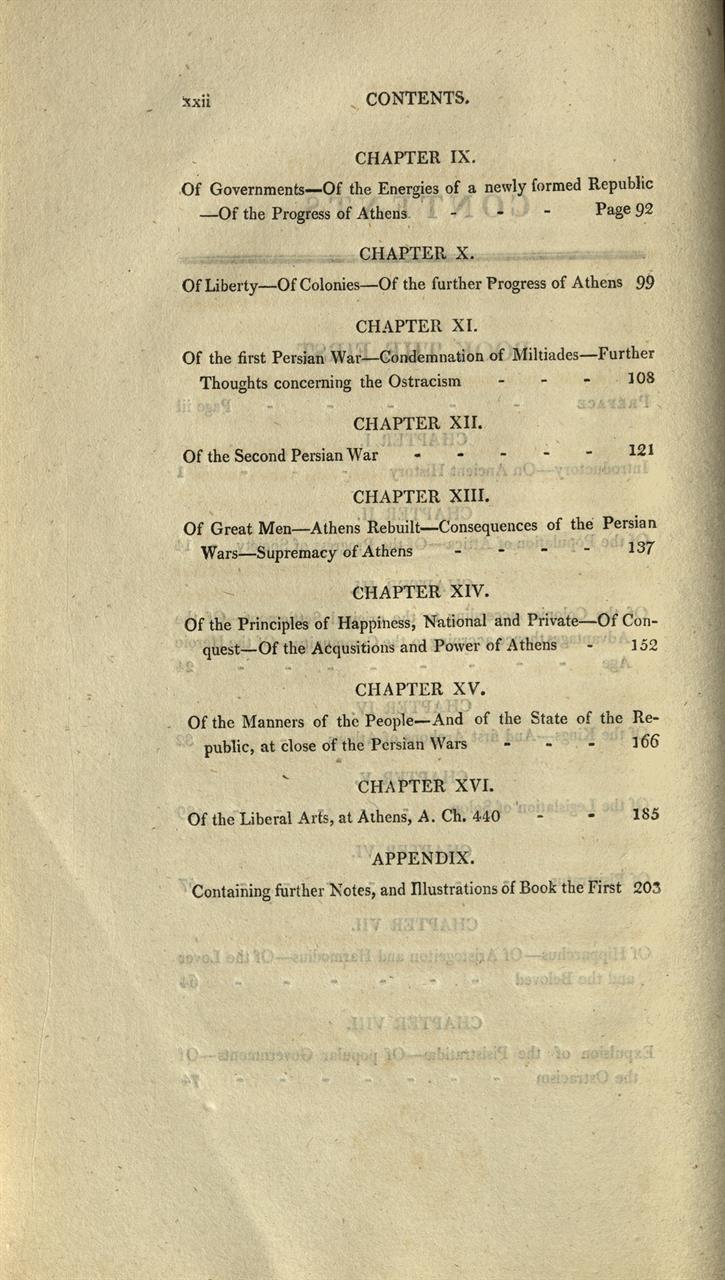 xxii CONTENTS.
CHAPTER IX.
Of Governments—Of the Energies of a newly formed Republic
—Of the Progress of Athens - - - Page 92
CHAPTER X.
Of Liberty—Of Colonies—Of the further Progress of Athens 99
CHAPTER XI.
Of the first Persian War—Condemnation of Miltiades—Further
Thoughts concerning the Ostracism - - - 108
CHAPTER XII.
Of the Second Persian War - - - - - 121
CHAPTER XIII.
Of Great Men—Athens Rebuilt—Consequences of the Persian
Wars—Supremacy of Athens - - - - 137
CHAPTER XIV.
Of the Principles of Happiness, National and Private—Of Con-
quest—Of the Acqusitions and Power of Athens - 152
CHAPTER XV.
Of the Manners of the People—And of the State of the Re-
public, at close of the Persian Wars - - - 166
CHAPTER XVI.
Of the Liberal Arts, at Athens, A. Ch. 440 - - 185
APPENDIX.
Containing further Notes, and Illustrations of Book the First 203